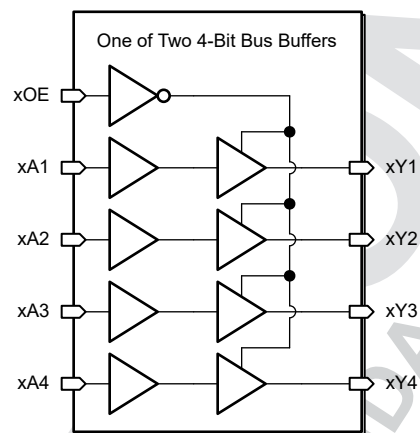 One of Two 4-Bit Bus Buffers
xOE
xA1
xY1
xA2
xY2
xA3
xY3
xA4
xY4